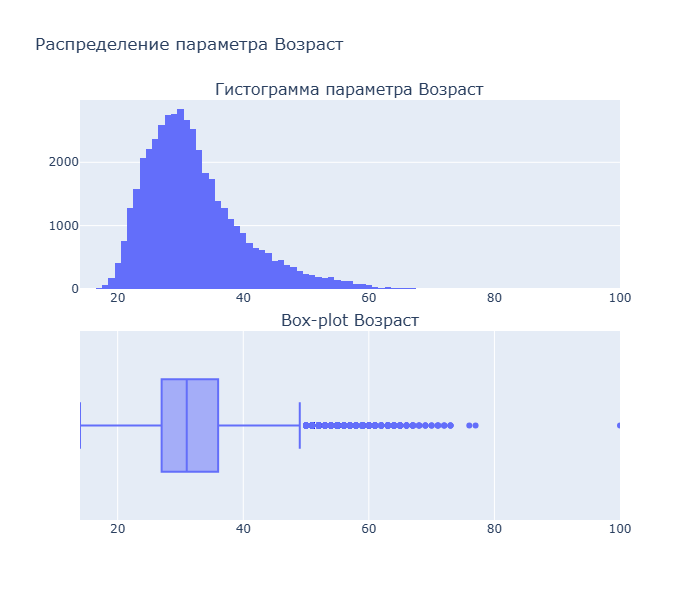 Распределение параметра Возраст
Гистограмма параметра Возраст
2000
1000
0
20 40 60 80 100
Box-plot Возраст
20 40 60 80 100